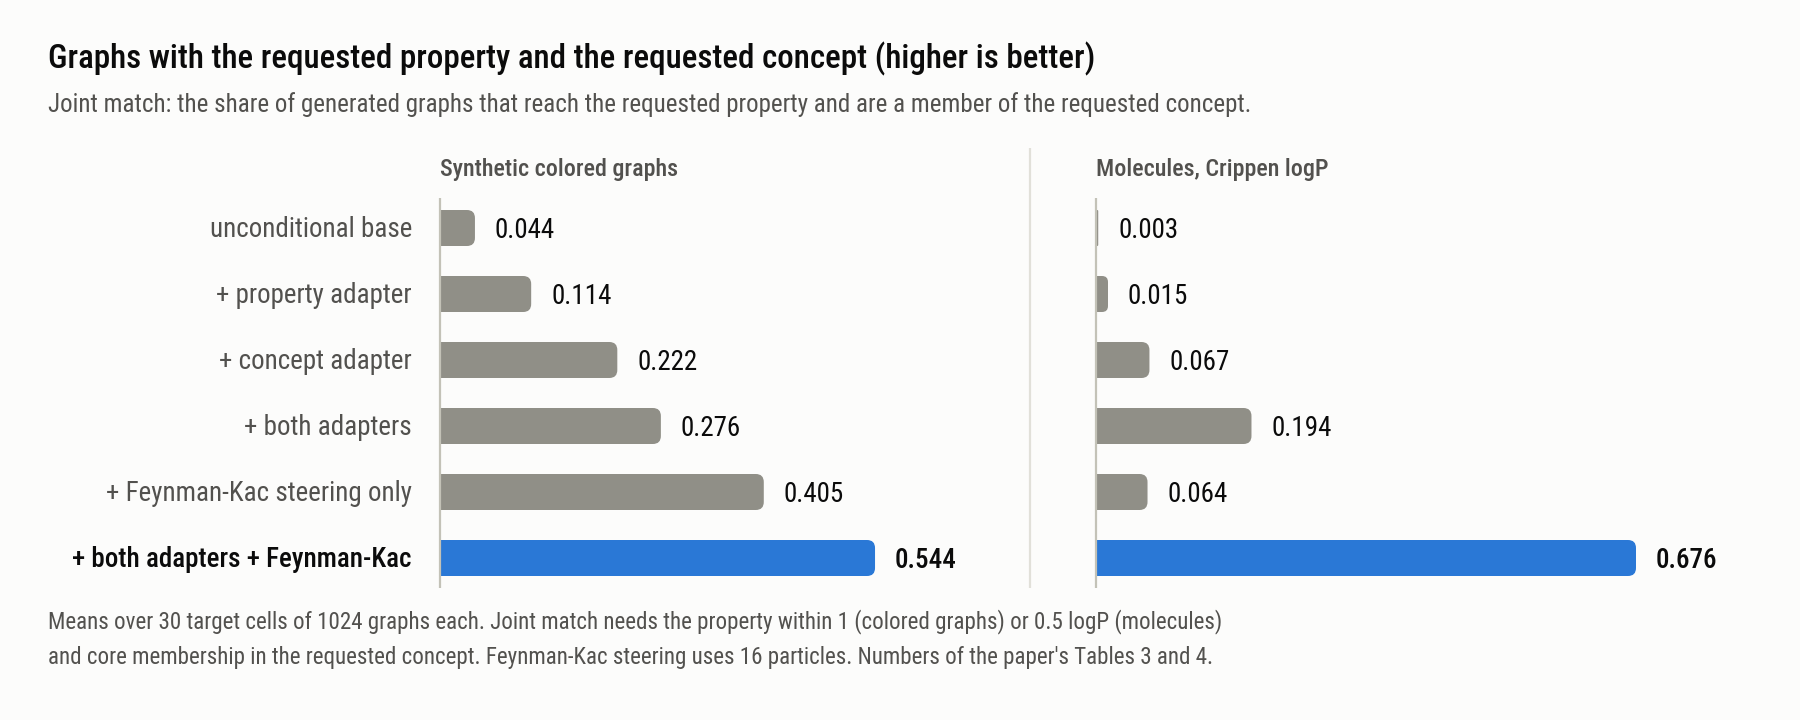 Graphs with the requested property and the requested concept (higher is better)
Joint match: the share of generated graphs that reach the requested property and are a member of the requested concept.
Synthetic colored graphs
Molecules, Crippen logP
unconditional base 0.044 0.003
+ property adapter 0.114 0.015
+ concept adapter 0.222 0.067
+ both adapters 0.276 0.194
+ Feynman-Kac steering only 0.405 0.064
+ both adapters + Feynman-Kac 0.544 0.676
Means over 30 target cells of 1024 graphs each. Joint match needs the property within 1 (colored graphs) or 0.5 logP (molecules)
and core membership in the requested concept. Feynman-Kac steering uses 16 particles. Numbers of the paper's Tables 3 and 4.